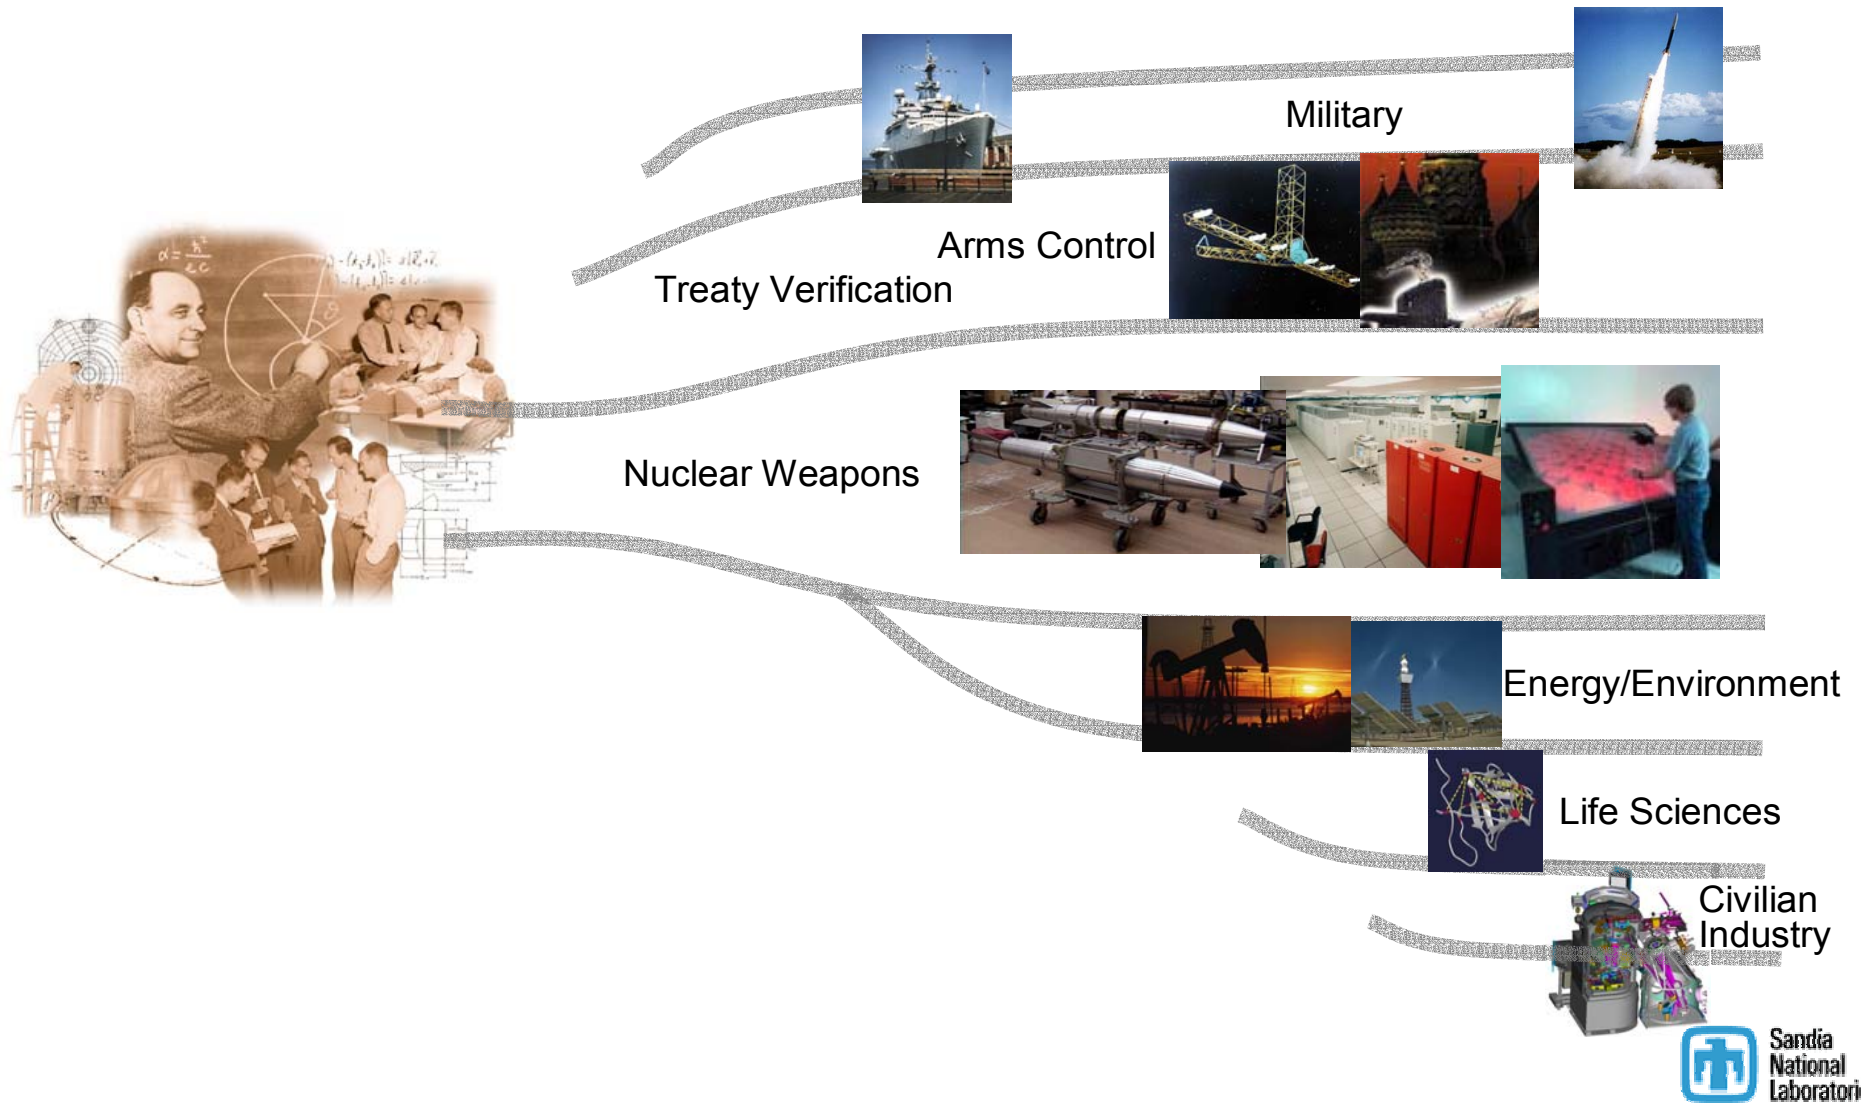 Military
Arms Control
Treaty Verification
Nuclear Weapons
Energy/Environment
Life Sciences
Civilian
Industry
Sandia
National
Laboratori